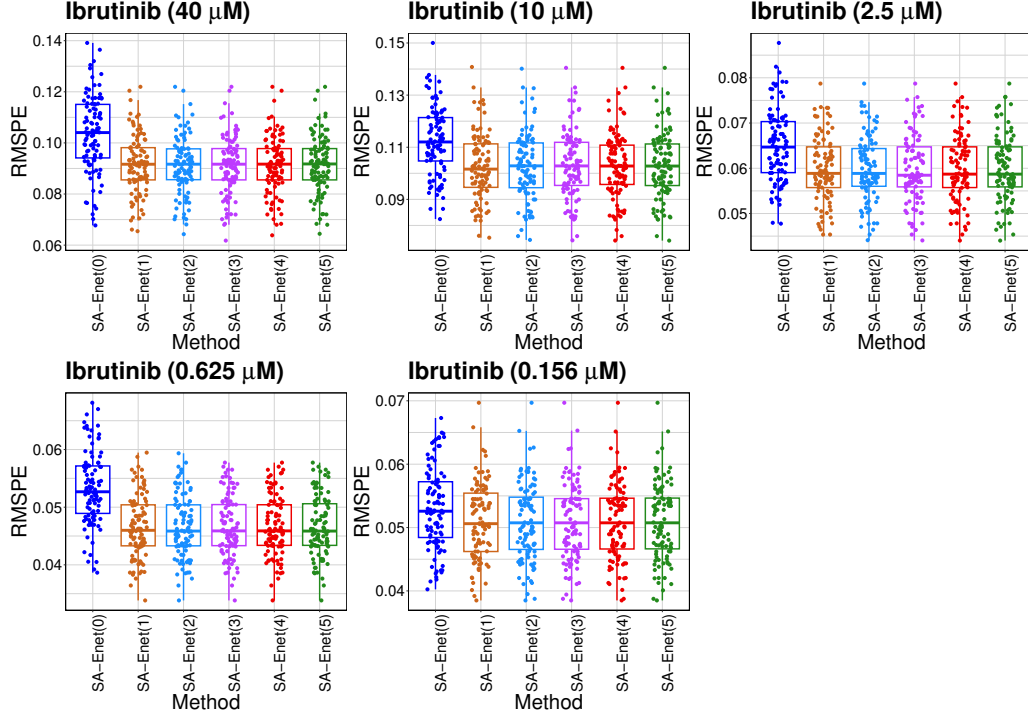 Ibrutinib (40 μM)
RMSPE
0.14
0.12
0.10
0.08
0.06
SA−Enet(0)
SA−Enet(1)
SA−Enet(2)
SA−Enet(3)
SA−Enet(4)
SA−Enet(5)
Method
Ibrutinib (10 μM)
RMSPE
0.15
0.13
0.11
0.09
SA−Enet(0)
SA−Enet(1)
SA−Enet(2)
SA−Enet(3)
SA−Enet(4)
SA−Enet(5)
Method
Ibrutinib (2.5 μM)
RMSPE
0.08
0.07
0.06
0.05
SA−Enet(0)
SA−Enet(1)
SA−Enet(2)
SA−Enet(3)
SA−Enet(4)
SA−Enet(5)
Method
Ibrutinib (0.625 μM)
RMSPE
0.06
0.05
0.04
SA−Enet(0)
SA−Enet(1)
SA−Enet(2)
SA−Enet(3)
SA−Enet(4)
SA−Enet(5)
Method
Ibrutinib (0.156 μM)
RMSPE
0.07
0.06
0.05
0.04
SA−Enet(0)
SA−Enet(1)
SA−Enet(2)
SA−Enet(3)
SA−Enet(4)
SA−Enet(5)
Method